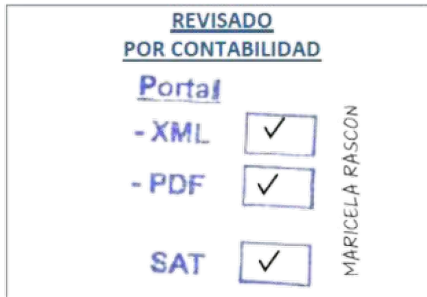 REVISADO
POR CONTABILIDAD
Portal
- XML ✓
- PDF ✓
SAT ✓
MARICELA RASCON